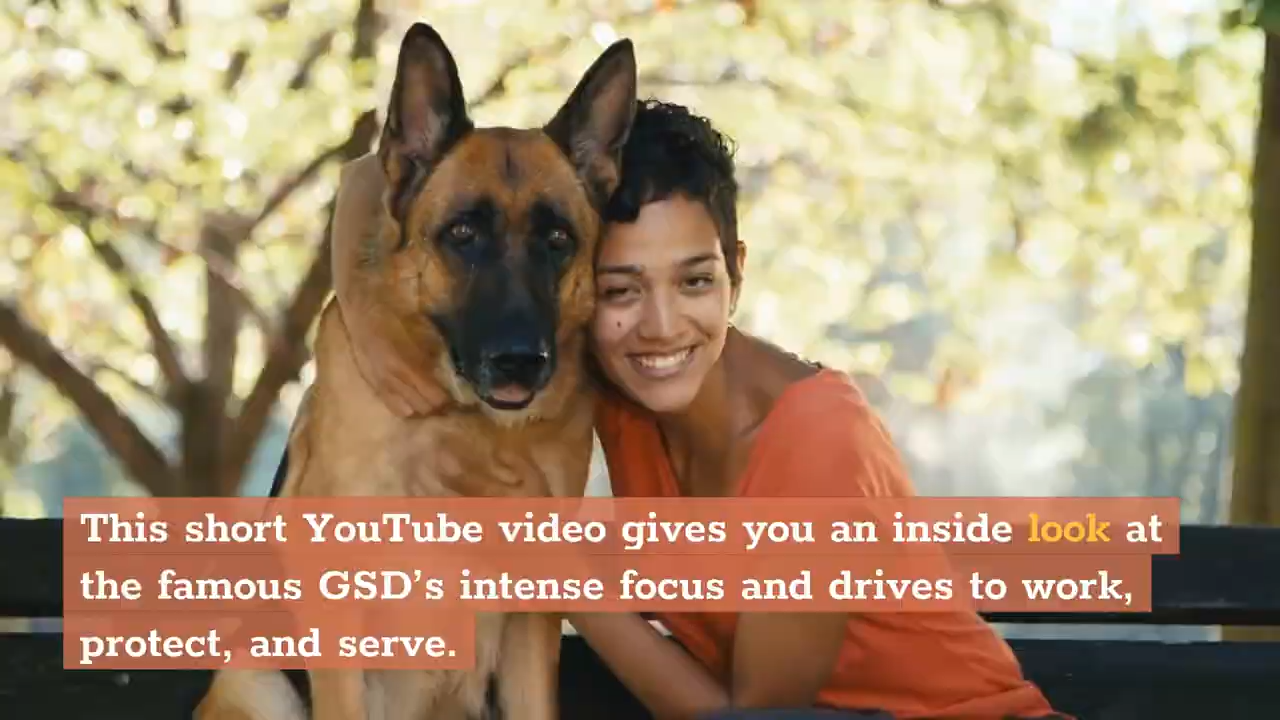 This short YouTube video gives you an inside look at
the famous GSD’s intense focus and drives to work,
protect, and serve.